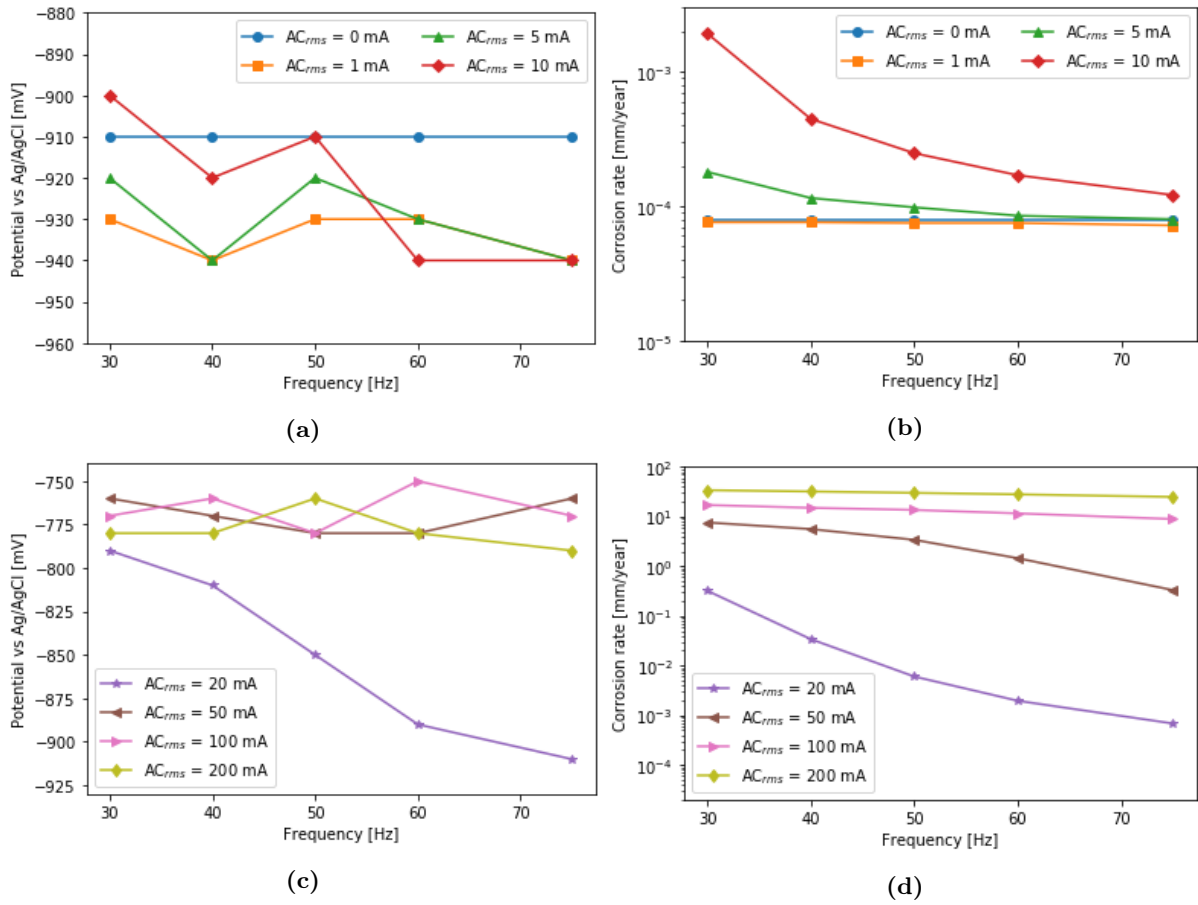 −880
−890
−900
−910
−920
−930
−940
−950
−960
Potential vs Ag/AgCl [mV]
AC_rms = 0 mA
AC_rms = 1 mA
AC_rms = 5 mA
AC_rms = 10 mA
30 40 50 60 70
Frequency [Hz]
(a)
10^−3
10^−4
10^−5
Corrosion rate [mm/year]
AC_rms = 0 mA
AC_rms = 1 mA
AC_rms = 5 mA
AC_rms = 10 mA
30 40 50 60 70
Frequency [Hz]
(b)
−750
−775
−800
−825
−850
−875
−900
−925
Potential vs Ag/AgCl [mV]
AC_rms = 20 mA
AC_rms = 50 mA
AC_rms = 100 mA
AC_rms = 200 mA
30 40 50 60 70
Frequency [Hz]
(c)
10^2
10^1
10^0
10^−1
10^−2
10^−3
10^−4
Corrosion rate [mm/year]
AC_rms = 20 mA
AC_rms = 50 mA
AC_rms = 100 mA
AC_rms = 200 mA
30 40 50 60 70
Frequency [Hz]
(d)